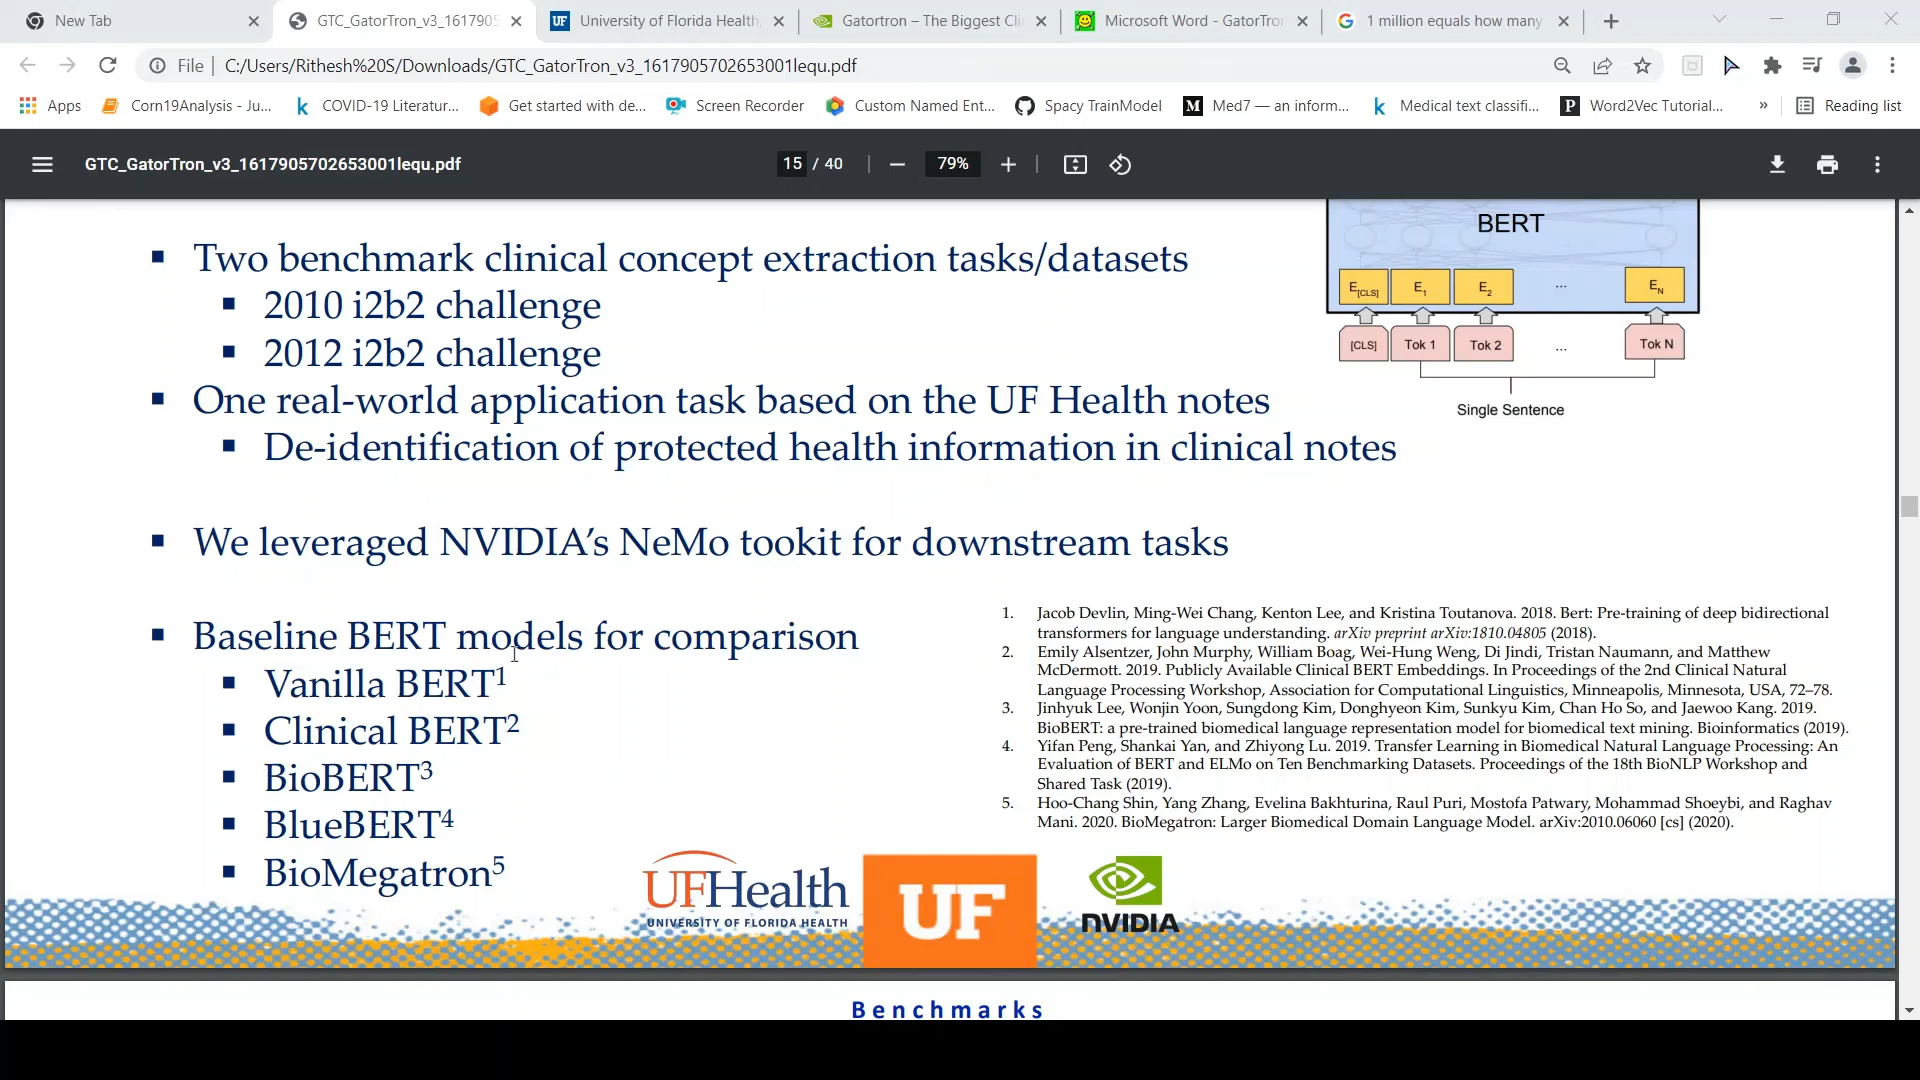 New Tab
GTC_GatorTron_v3_1617905
University of Florida Health
Gatortron – The Biggest Cli
Microsoft Word - GatorTro
1 million equals how many
File
C:/Users/Rithesh%20S/Downloads/GTC_GatorTron_v3_1617905702653001lequ.pdf
Apps
Corn19Analysis - Ju...
COVID-19 Literatur...
Get started with de...
Screen Recorder
Custom Named Ent...
Spacy TrainModel
Med7 — an inform...
Medical text classifi...
Word2Vec Tutorial...
»
Reading list
GTC_GatorTron_v3_1617905702653001lequ.pdf
15 / 40
79%
BERT
E[CLS] E1 E2 ... EN
[CLS] Tok 1 Tok 2 ... Tok N
Single Sentence
Two benchmark clinical concept extraction tasks/datasets
2010 i2b2 challenge
2012 i2b2 challenge
One real-world application task based on the UF Health notes
De-identification of protected health information in clinical notes
We leveraged NVIDIA's NeMo tookit for downstream tasks
Baseline BERT models for comparison
Vanilla BERT1
Clinical BERT2
BioBERT3
BlueBERT4
BioMegatron5
1. Jacob Devlin, Ming-Wei Chang, Kenton Lee, and Kristina Toutanova. 2018. Bert: Pre-training of deep bidirectional
transformers for language understanding. arXiv preprint arXiv:1810.04805 (2018).
2. Emily Alsentzer, John Murphy, William Boag, Wei-Hung Weng, Di Jindi, Tristan Naumann, and Matthew
McDermott. 2019. Publicly Available Clinical BERT Embeddings. In Proceedings of the 2nd Clinical Natural
Language Processing Workshop, Association for Computational Linguistics, Minneapolis, Minnesota, USA, 72–78.
3. Jinhyuk Lee, Wonjin Yoon, Sungdong Kim, Donghyeon Kim, Sunkyu Kim, Chan Ho So, and Jaewoo Kang. 2019.
BioBERT: a pre-trained biomedical language representation model for biomedical text mining. Bioinformatics (2019).
4. Yifan Peng, Shankai Yan, and Zhiyong Lu. 2019. Transfer Learning in Biomedical Natural Language Processing: An
Evaluation of BERT and ELMo on Ten Benchmarking Datasets. Proceedings of the 18th BioNLP Workshop and
Shared Task (2019).
5. Hoo-Chang Shin, Yang Zhang, Evelina Bakhturina, Raul Puri, Mostofa Patwary, Mohammad Shoeybi, and Raghav
Mani. 2020. BioMegatron: Larger Biomedical Domain Language Model. arXiv:2010.06060 [cs] (2020).
UFHealth
UNIVERSITY OF FLORIDA HEALTH
UF
NVIDIA
Benchmarks